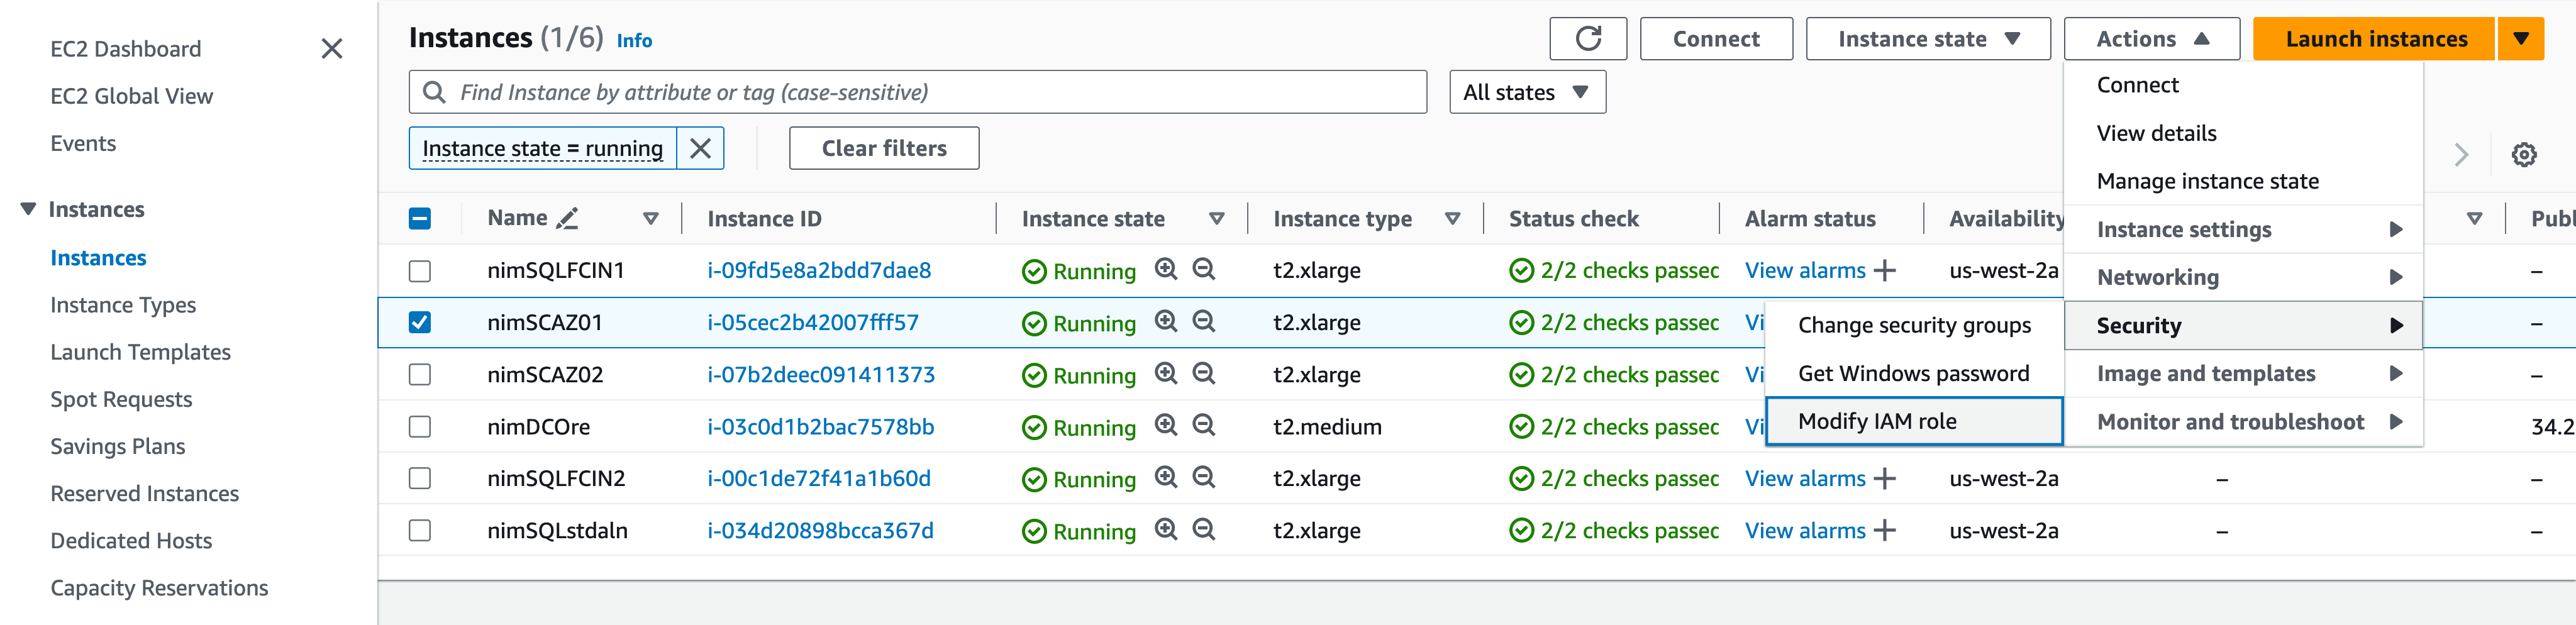 EC2 Dashboard
EC2 Global View
Events
Instances
Instances
Instance Types
Launch Templates
Spot Requests
Savings Plans
Reserved Instances
Dedicated Hosts
Capacity Reservations
Instances (1/6) Info
Connect
Instance state
Actions
Launch instances
Find Instance by attribute or tag (case-sensitive)
All states
Instance state = running
Clear filters
Name Instance ID Instance state Instance type Status check Alarm status Availability Publ
nimSQLFCIN1 i-09fd5e8a2bdd7dae8 Running t2.xlarge 2/2 checks passec View alarms + us-west-2a –
nimSCAZ01 i-05cec2b42007fff57 Running t2.xlarge 2/2 checks passec Vi –
nimSCAZ02 i-07b2deec091411373 Running t2.xlarge 2/2 checks passec Vi –
nimDCOre i-03c0d1b2bac7578bb Running t2.medium 2/2 checks passec Vi 34.2
nimSQLFCIN2 i-00c1de72f41a1b60d Running t2.xlarge 2/2 checks passec View alarms + us-west-2a – –
nimSQLstdaln i-034d20898bcca367d Running t2.xlarge 2/2 checks passec View alarms + us-west-2a – –
Connect
View details
Manage instance state
Instance settings
Networking
Security
Image and templates
Monitor and troubleshoot
Change security groups
Get Windows password
Modify IAM role